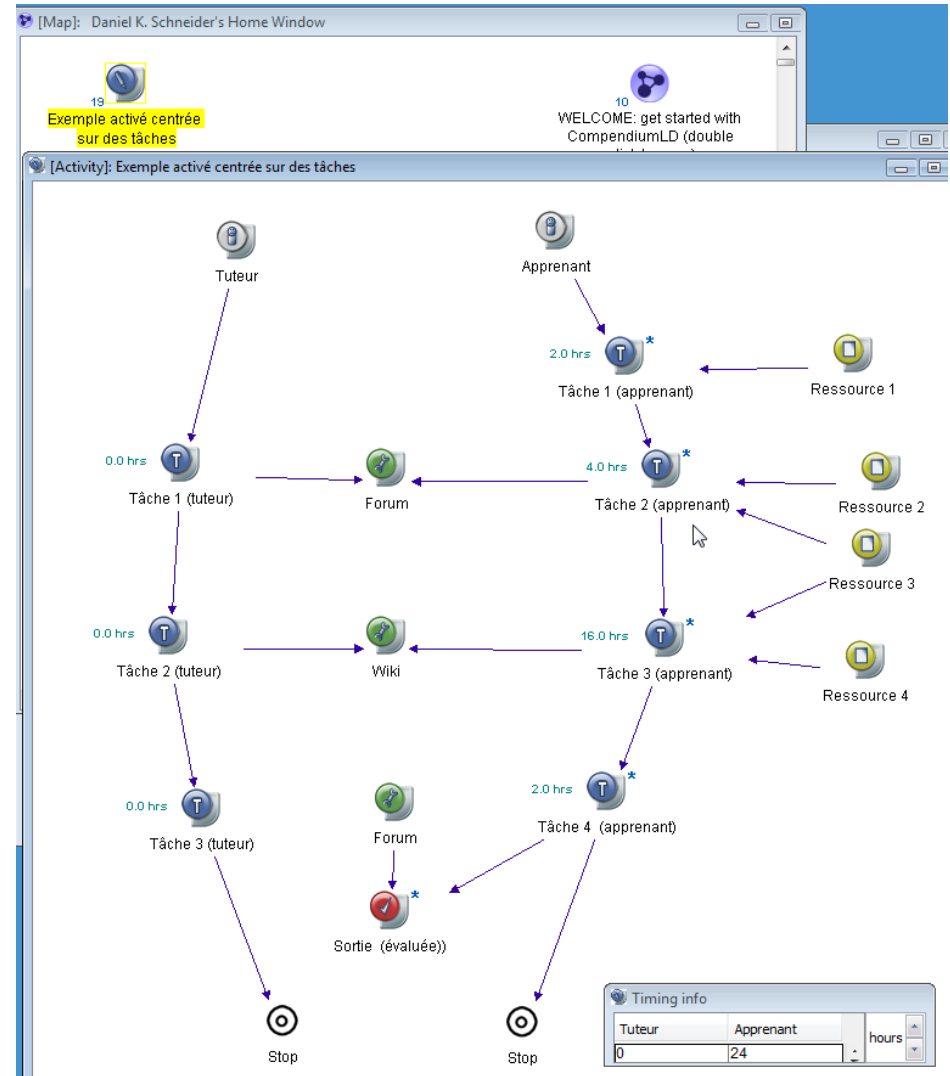 [Map]: Daniel K. Schneider's Home Window
19
Exemple activé centrée
sur des tâches
10
WELCOME: get started with
CompendiumLD (double
[Activity]: Exemple activé centrée sur des tâches
Tuteur
Apprenant
2.0 hrs
T
*
Tâche 1 (apprenant)
Ressource 1
0.0 hrs
T
Tâche 1 (tuteur)
Forum
4.0 hrs
T
*
Tâche 2 (apprenant)
Ressource 2
Ressource 3
0.0 hrs
T
Tâche 2 (tuteur)
Wiki
16.0 hrs
T
*
Tâche 3 (apprenant)
Ressource 4
0.0 hrs
T
Tâche 3 (tuteur)
Forum
2.0 hrs
T
*
Tâche 4 (apprenant)
*
Sortie (évaluée))
Stop
Stop
Timing info
Tuteur
Apprenant
hours
0
24